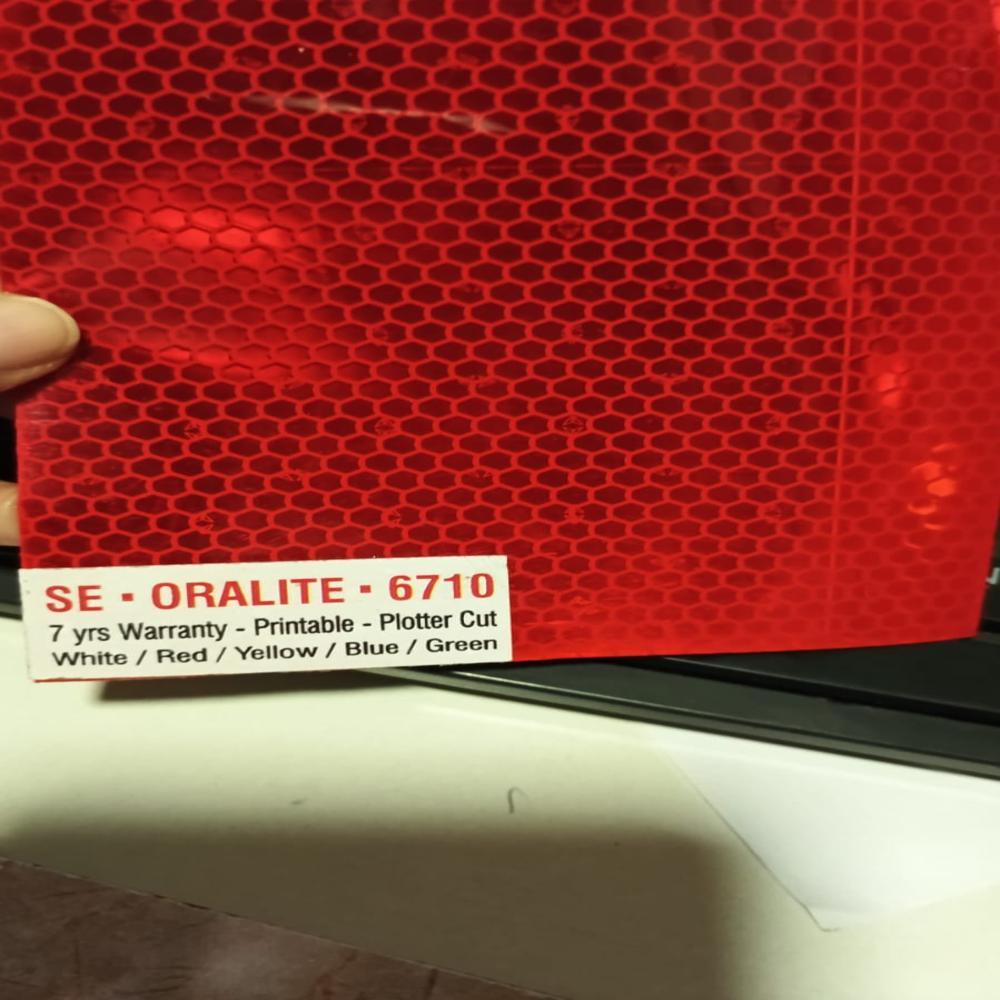 SE · ORALITE · 6710
7 yrs Warranty - Printable - Plotter Cut
White / Red / Yellow / Blue / Green